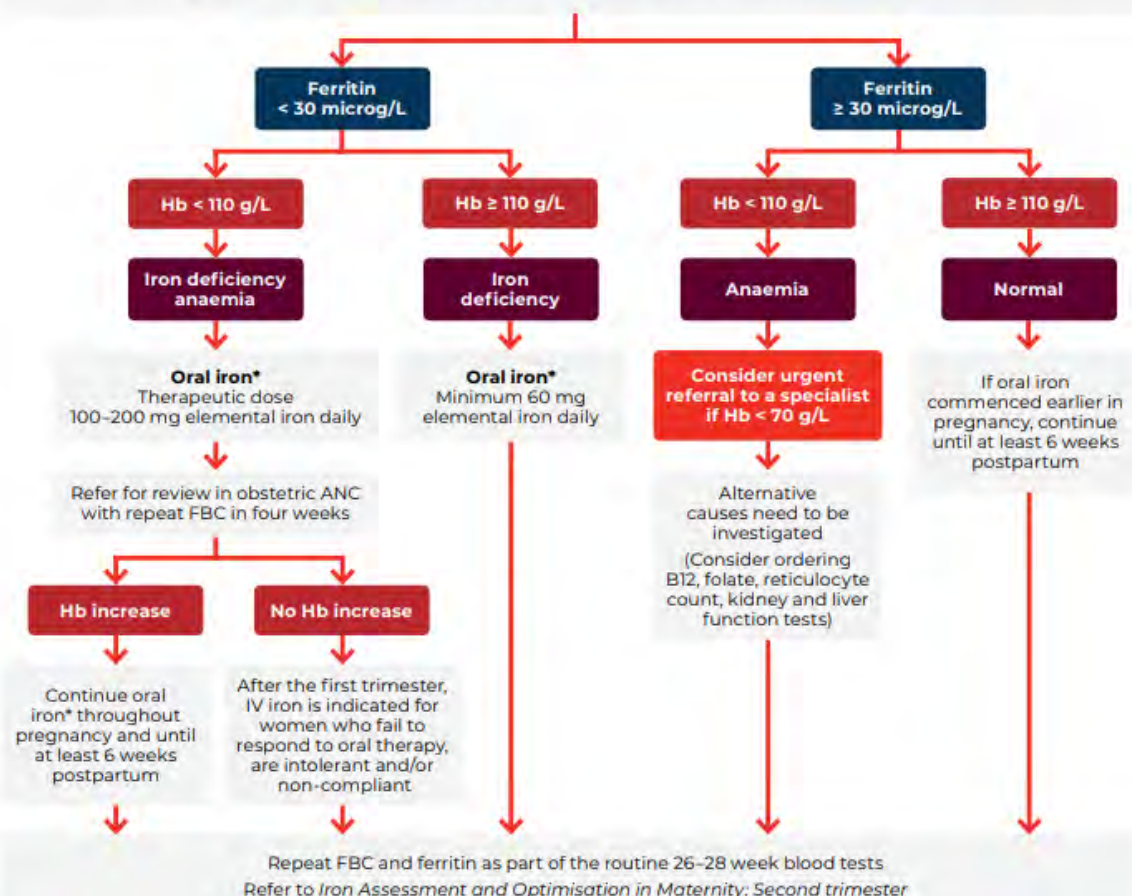 Ferritin
< 30 microg/L
Ferritin
≥ 30 microg/L
Hb < 110 g/L
Hb ≥ 110 g/L
Hb < 110 g/L
Hb ≥ 110 g/L
Iron deficiency
anaemia
Iron
deficiency
Anaemia
Normal
Oral iron*
Therapeutic dose
100–200 mg elemental iron daily
Oral iron*
Minimum 60 mg
elemental iron daily
Consider urgent
referral to a specialist
if Hb < 70 g/L
If oral iron
commenced earlier in
pregnancy, continue
until at least 6 weeks
postpartum
Refer for review in obstetric ANC
with repeat FBC in four weeks
Alternative
causes need to be
investigated
(Consider ordering
B12, folate, reticulocyte
count, kidney and liver
function tests)
Hb increase
No Hb increase
Continue oral
iron* throughout
pregnancy and until
at least 6 weeks
postpartum
After the first trimester,
IV iron is indicated for
women who fail to
respond to oral therapy,
are intolerant and/or
non-compliant
Repeat FBC and ferritin as part of the routine 26–28 week blood tests
Refer to Iron Assessment and Optimisation in Maternity: Second trimester